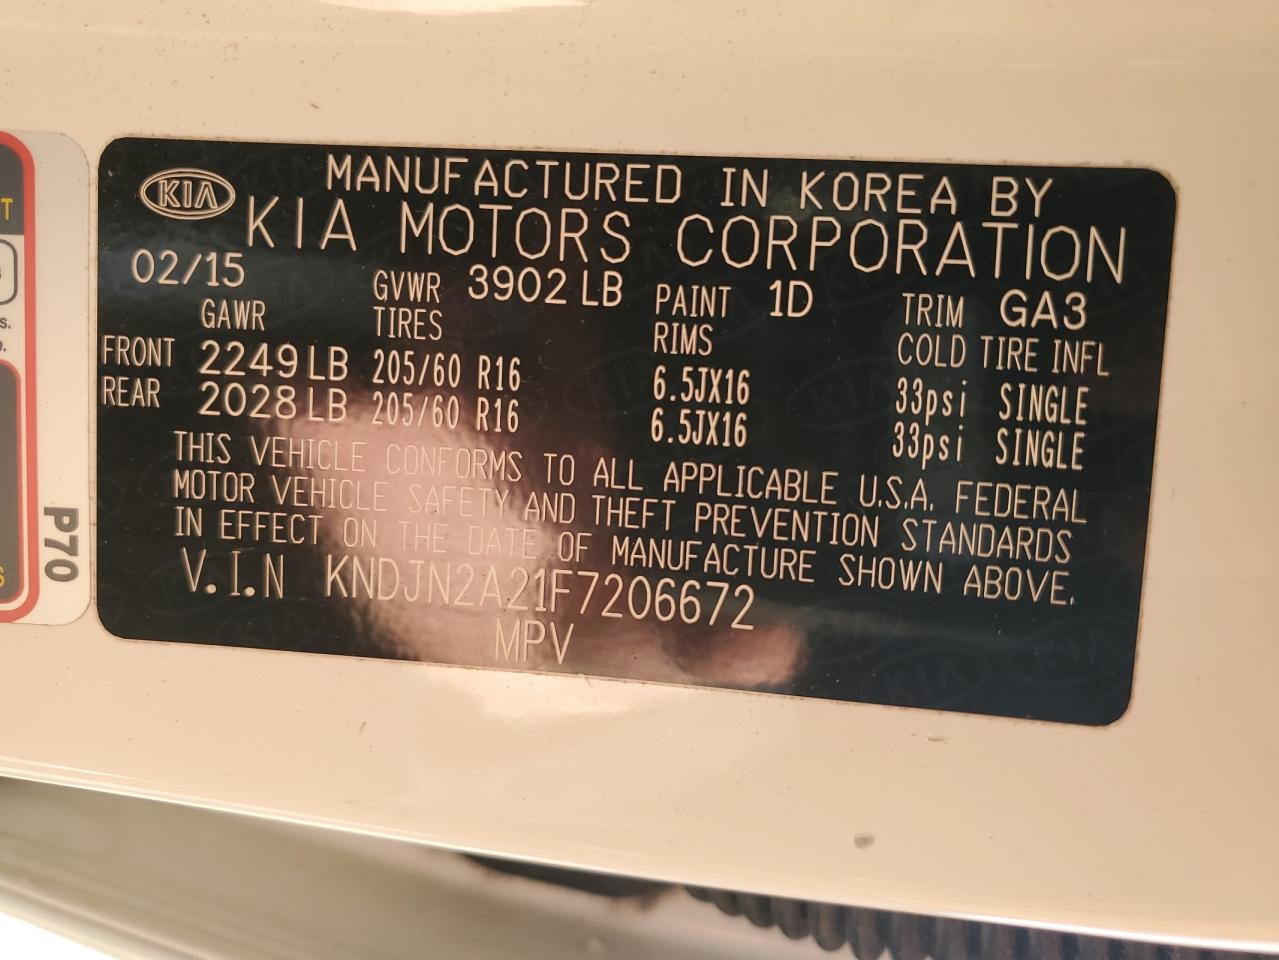 KIA
MANUFACTURED IN KOREA BY
KIA MOTORS CORPORATION
02/15 GVWR 3902 LB PAINT 1D TRIM GA3
GAWR TIRES RIMS COLD TIRE INFL
FRONT 2249 LB 205/60 R16 6.5JX16 33psi SINGLE
REAR 2028 LB 205/60 R16 6.5JX16 33psi SINGLE
THIS VEHICLE CONFORMS TO ALL APPLICABLE U.S.A. FEDERAL
MOTOR VEHICLE SAFETY AND THEFT PREVENTION STANDARDS
IN EFFECT ON THE DATE OF MANUFACTURE SHOWN ABOVE.
V.I.N KNDJN2A21F7206672
MPV
P70